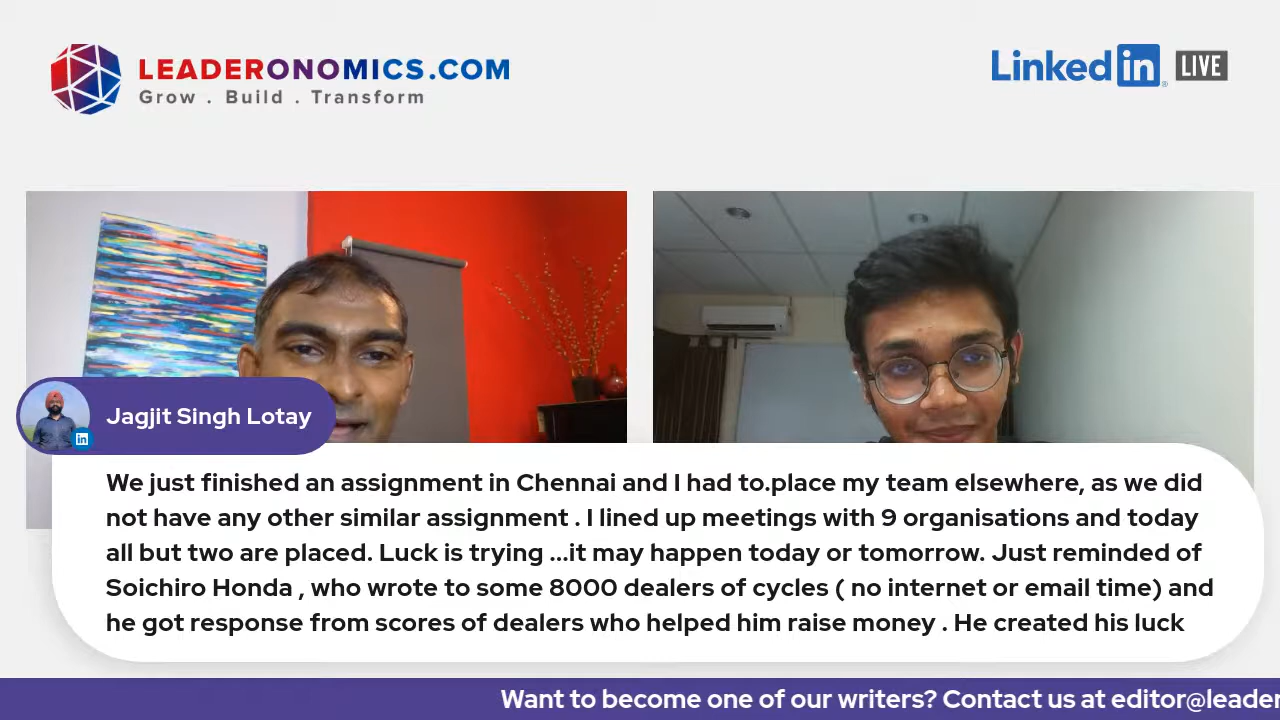 LEADERONOMICS.COM
Grow . Build . Transform
Linked in LIVE
Jagjit Singh Lotay
in
We just finished an assignment in Chennai and I had to.place my team elsewhere, as we did
not have any other similar assignment . I lined up meetings with 9 organisations and today
all but two are placed. Luck is trying ...it may happen today or tomorrow. Just reminded of
Soichiro Honda , who wrote to some 8000 dealers of cycles ( no internet or email time) and
he got response from scores of dealers who helped him raise money . He created his luck
Want to become one of our writers? Contact us at editor@leader